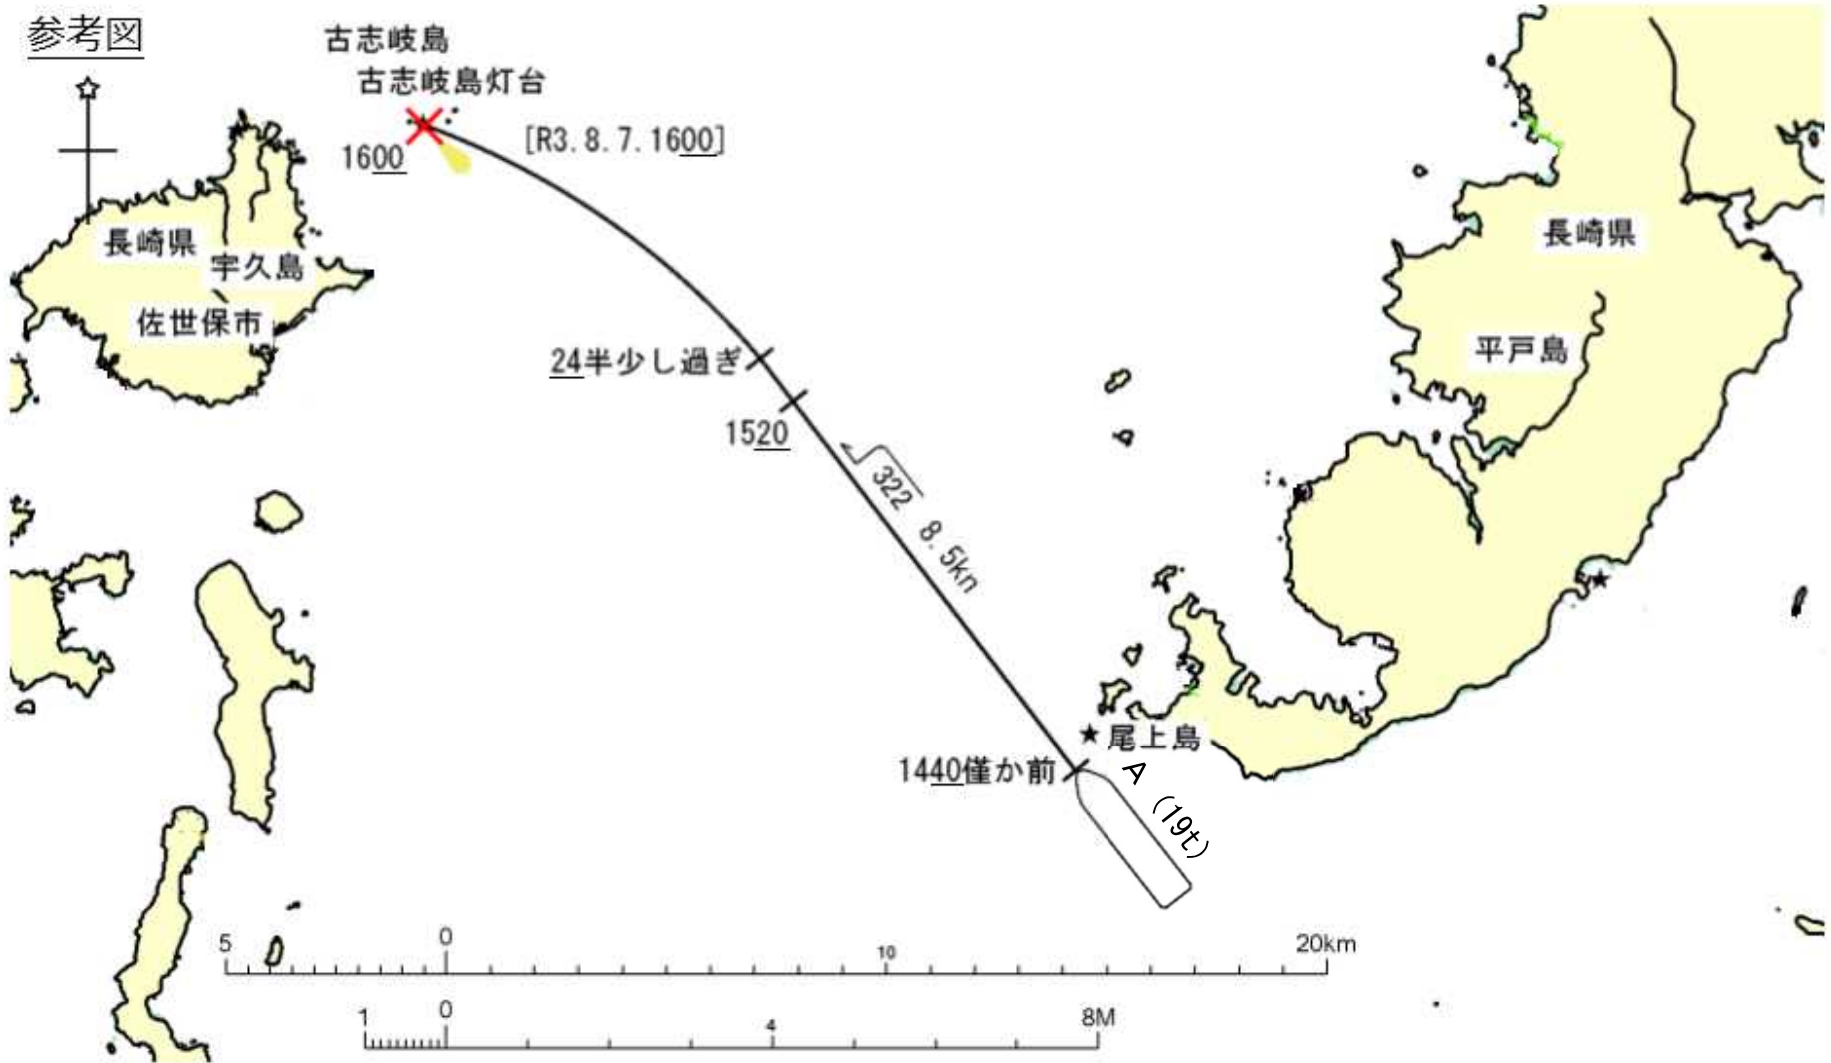 参考図
古志岐島
古志岐島灯台
1600
[R3.8.7.1600]
長崎県
宇久島
佐世保市
長崎県
平戸島
24半少し過ぎ
1520
322 8.5kn
尾上島
1440僅か前
A (19t)
5 0 10 20km
1 0 4 8M